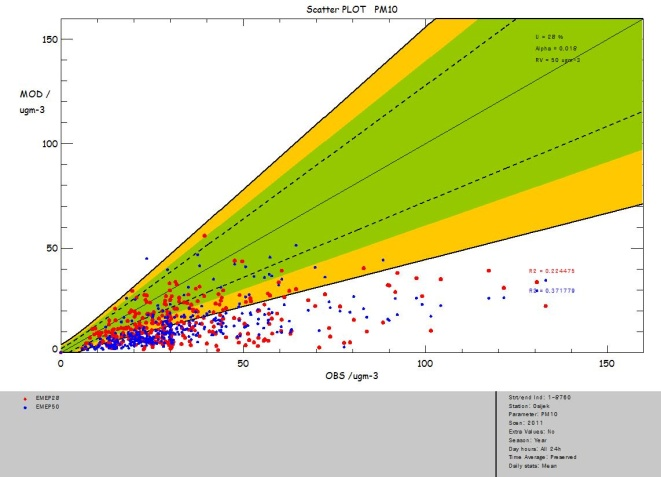 Scatter PLOT PM10
150
MOD /
ugm-3
100
50
0
U = 28 %
Alpha = 0.018
RV = 50 ugm-3
R2 = 0.224475
R2 = 0.371779
0
50
100
150
OBS /ugm-3
EMEP28
EMEP50
Str/end Ind: 1-8760
Station: Osijek
Parameter: PM10
Scen: 2011
Extra Values: No
Season: Year
Day hours: All 24h
Time Average: Preserved
Daily stats: Mean